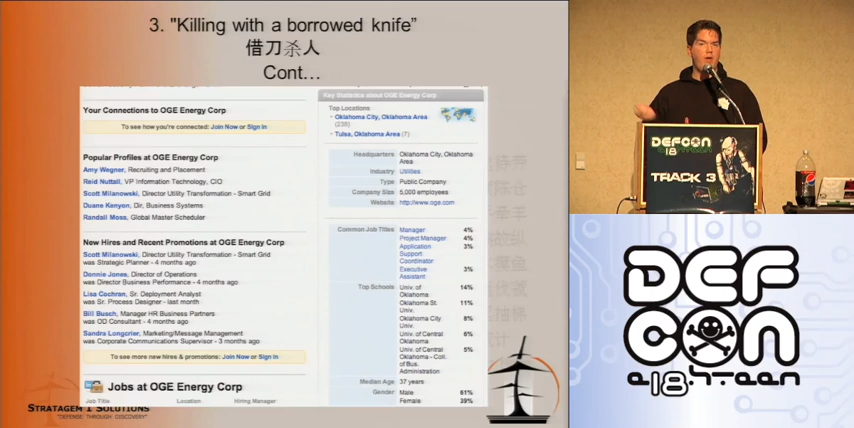 3. "Killing with a borrowed knife”
借刀杀人
Cont…
Your Connections to OGE Energy Corp
To see how you're connected: Join Now or Sign In
Popular Profiles at OGE Energy Corp
Amy Wegner, Recruiting and Placement
Reid Nuttall, VP Information Technology, CIO
Scott Milanowski, Director Utility Transformation - Smart Grid
Duane Kenyon, Dir, Business Systems
Randall Moss, Global Master Scheduler
New Hires and Recent Promotions at OGE Energy Corp
Scott Milanowski, Director Utility Transformation - Smart Grid
was Strategic Planner - 4 months ago
Donnie Jones, Director of Operations
was Director Business Performance - 4 months ago
Lisa Cochran, Sr. Deployment Analyst
was Sr. Process Designer - last month
Bill Busch, Manager HR Business Partners
was OD Consultant - 4 months ago
Sandra Longcrier, Marketing/Message Management
was Corporate Communications Supervisor - 3 months ago
To see more new hires & promotions: Join Now or Sign In
Jobs at OGE Energy Corp
Job Title Location Hiring Manager
Key Statistics about OGE Energy Corp
Top Locations
• Oklahoma City, Oklahoma Area
(238)
• Tulsa, Oklahoma Area (7)
Headquarters Oklahoma City, Oklahoma
Area
Industry Utilities
Type Public Company
Company Size 5,000 employees
Website http://www.oge.com
Common Job Titles Manager 4%
Project Manager 4%
Application 3%
Support
Coordinator
Executive 3%
Assistant
Top Schools Univ. of 14%
Oklahoma
Oklahoma St. 11%
Univ.
Oklahoma City 8%
Univ.
Univ. of Central 6%
Oklahoma
Univ. of Central 5%
Oklahoma - Coll.
of Bus.
Administration
Median Age 37 years
Gender Male 61%
Female 39%
STRATAGEM 1 SOLUTIONS
"DEFENSE THROUGH DISCOVERY"
DEFCON
18
TRACK 3
DEF
CON
e18hteen